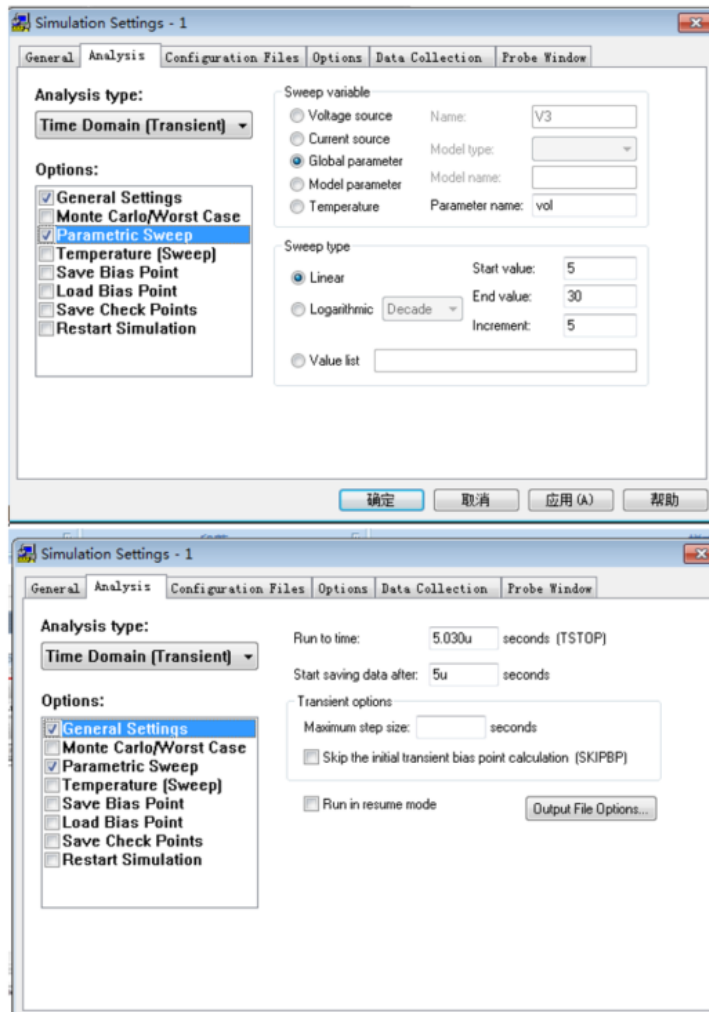 Simulation Settings - 1
General Analysis Configuration Files Options Data Collection Probe Window
Analysis type:
Time Domain (Transient)
Options:
General Settings
Monte Carlo/Worst Case
Parametric Sweep
Temperature (Sweep)
Save Bias Point
Load Bias Point
Save Check Points
Restart Simulation
Sweep variable
Voltage source
Current source
Global parameter
Model parameter
Temperature
Name: V3
Model type:
Model name:
Parameter name: vol
Sweep type
Linear
Logarithmic Decade
Value list
Start value: 5
End value: 30
Increment: 5
确定 取消 应用(A) 帮助
Simulation Settings - 1
General Analysis Configuration Files Options Data Collection Probe Window
Analysis type:
Time Domain (Transient)
Options:
General Settings
Monte Carlo/Worst Case
Parametric Sweep
Temperature (Sweep)
Save Bias Point
Load Bias Point
Save Check Points
Restart Simulation
Run to time: 5.030u seconds (TSTOP)
Start saving data after: 5u seconds
Transient options
Maximum step size: seconds
Skip the initial transient bias point calculation (SKIPBP)
Run in resume mode
Output File Options...